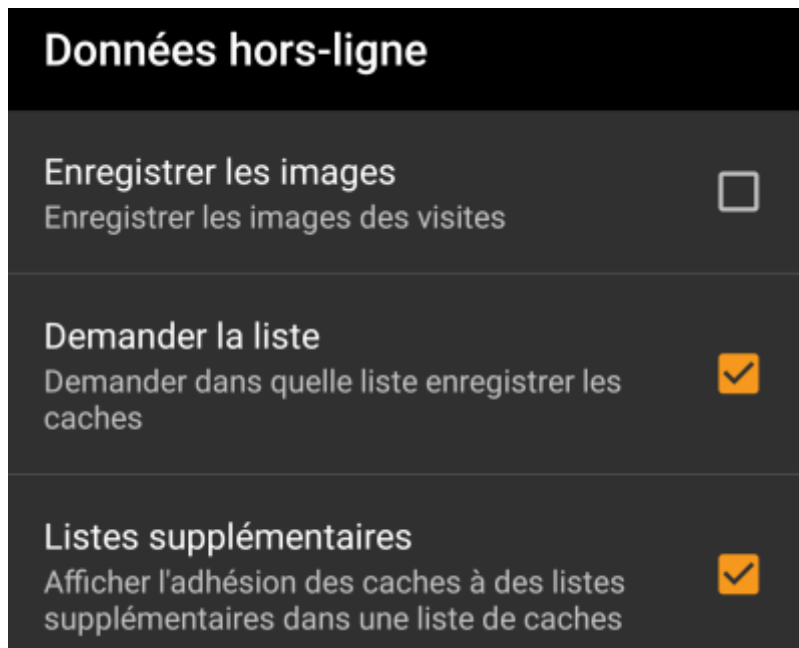 Données hors-ligne
Enregistrer les images
Enregistrer les images des visites
Demander la liste
Demander dans quelle liste enregistrer les
caches
Listes supplémentaires
Afficher l'adhésion des caches à des listes
supplémentaires dans une liste de caches